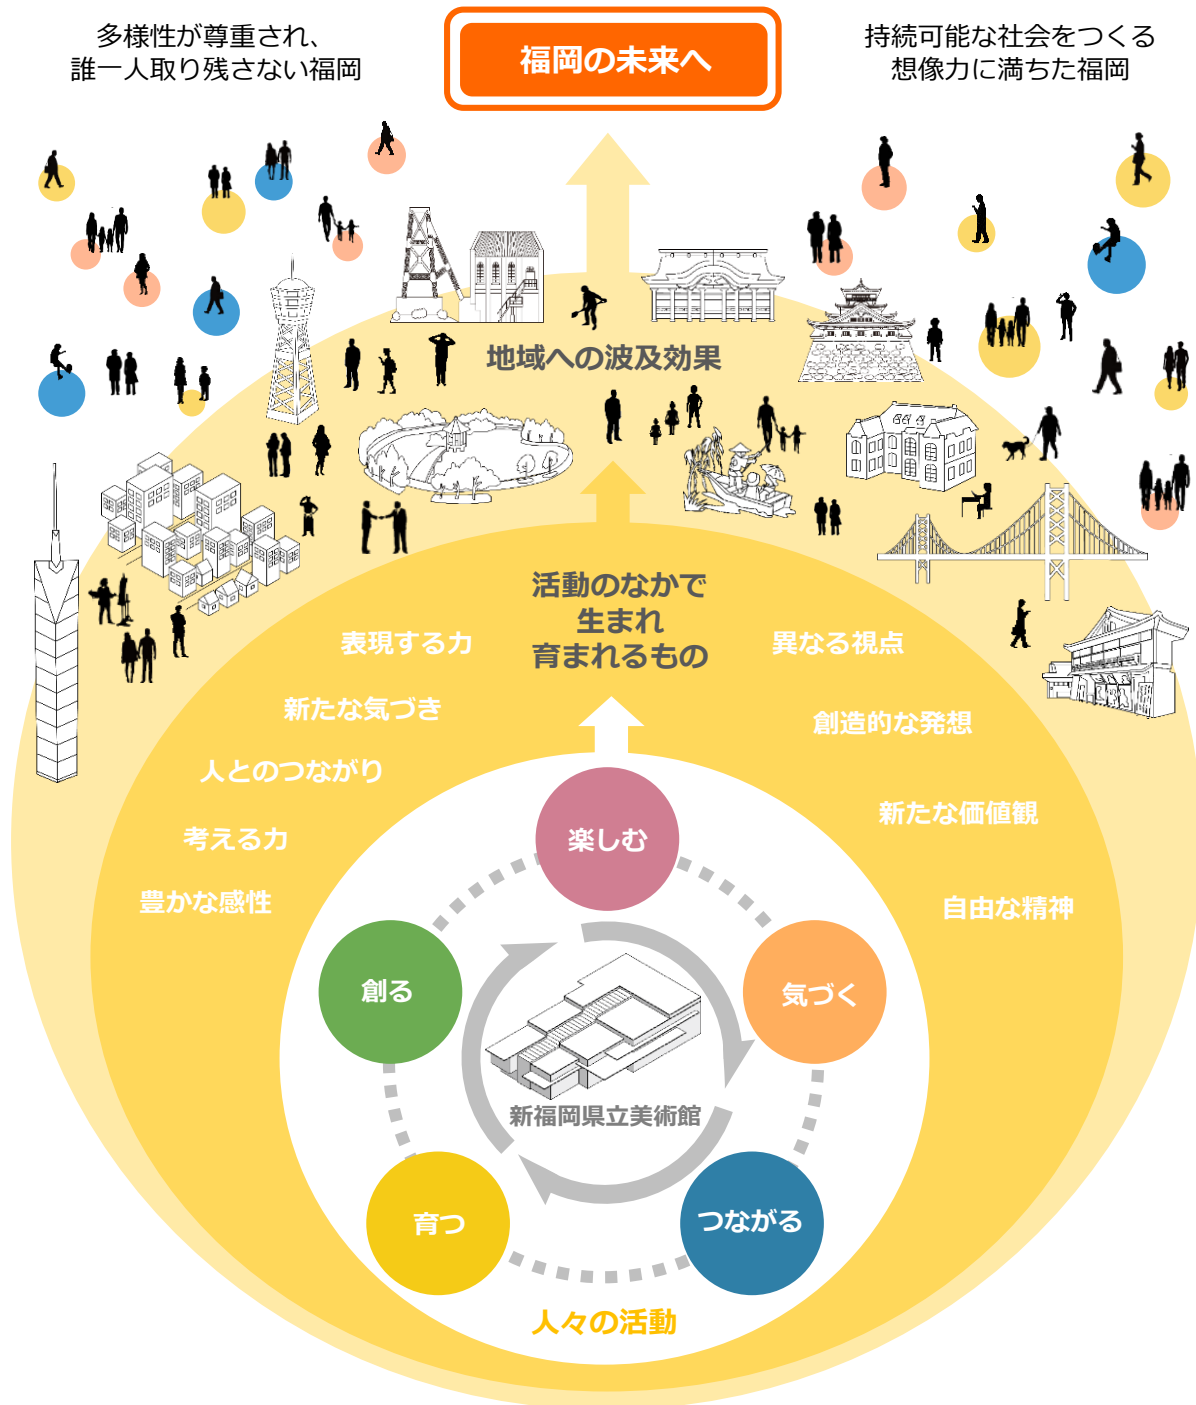 多様性が尊重され、
誰一人取り残さない福岡
福岡の未来へ
持続可能な社会をつくる
想像力に満ちた福岡
地域への波及効果
活動のなかで
生まれ
育まれるもの
表現する力
新たな気づき
人とのつながり
考える力
豊かな感性
異なる視点
創造的な発想
新たな価値観
自由な精神
楽しむ
気づく
つながる
育つ
創る
新福岡県立美術館
人々の活動